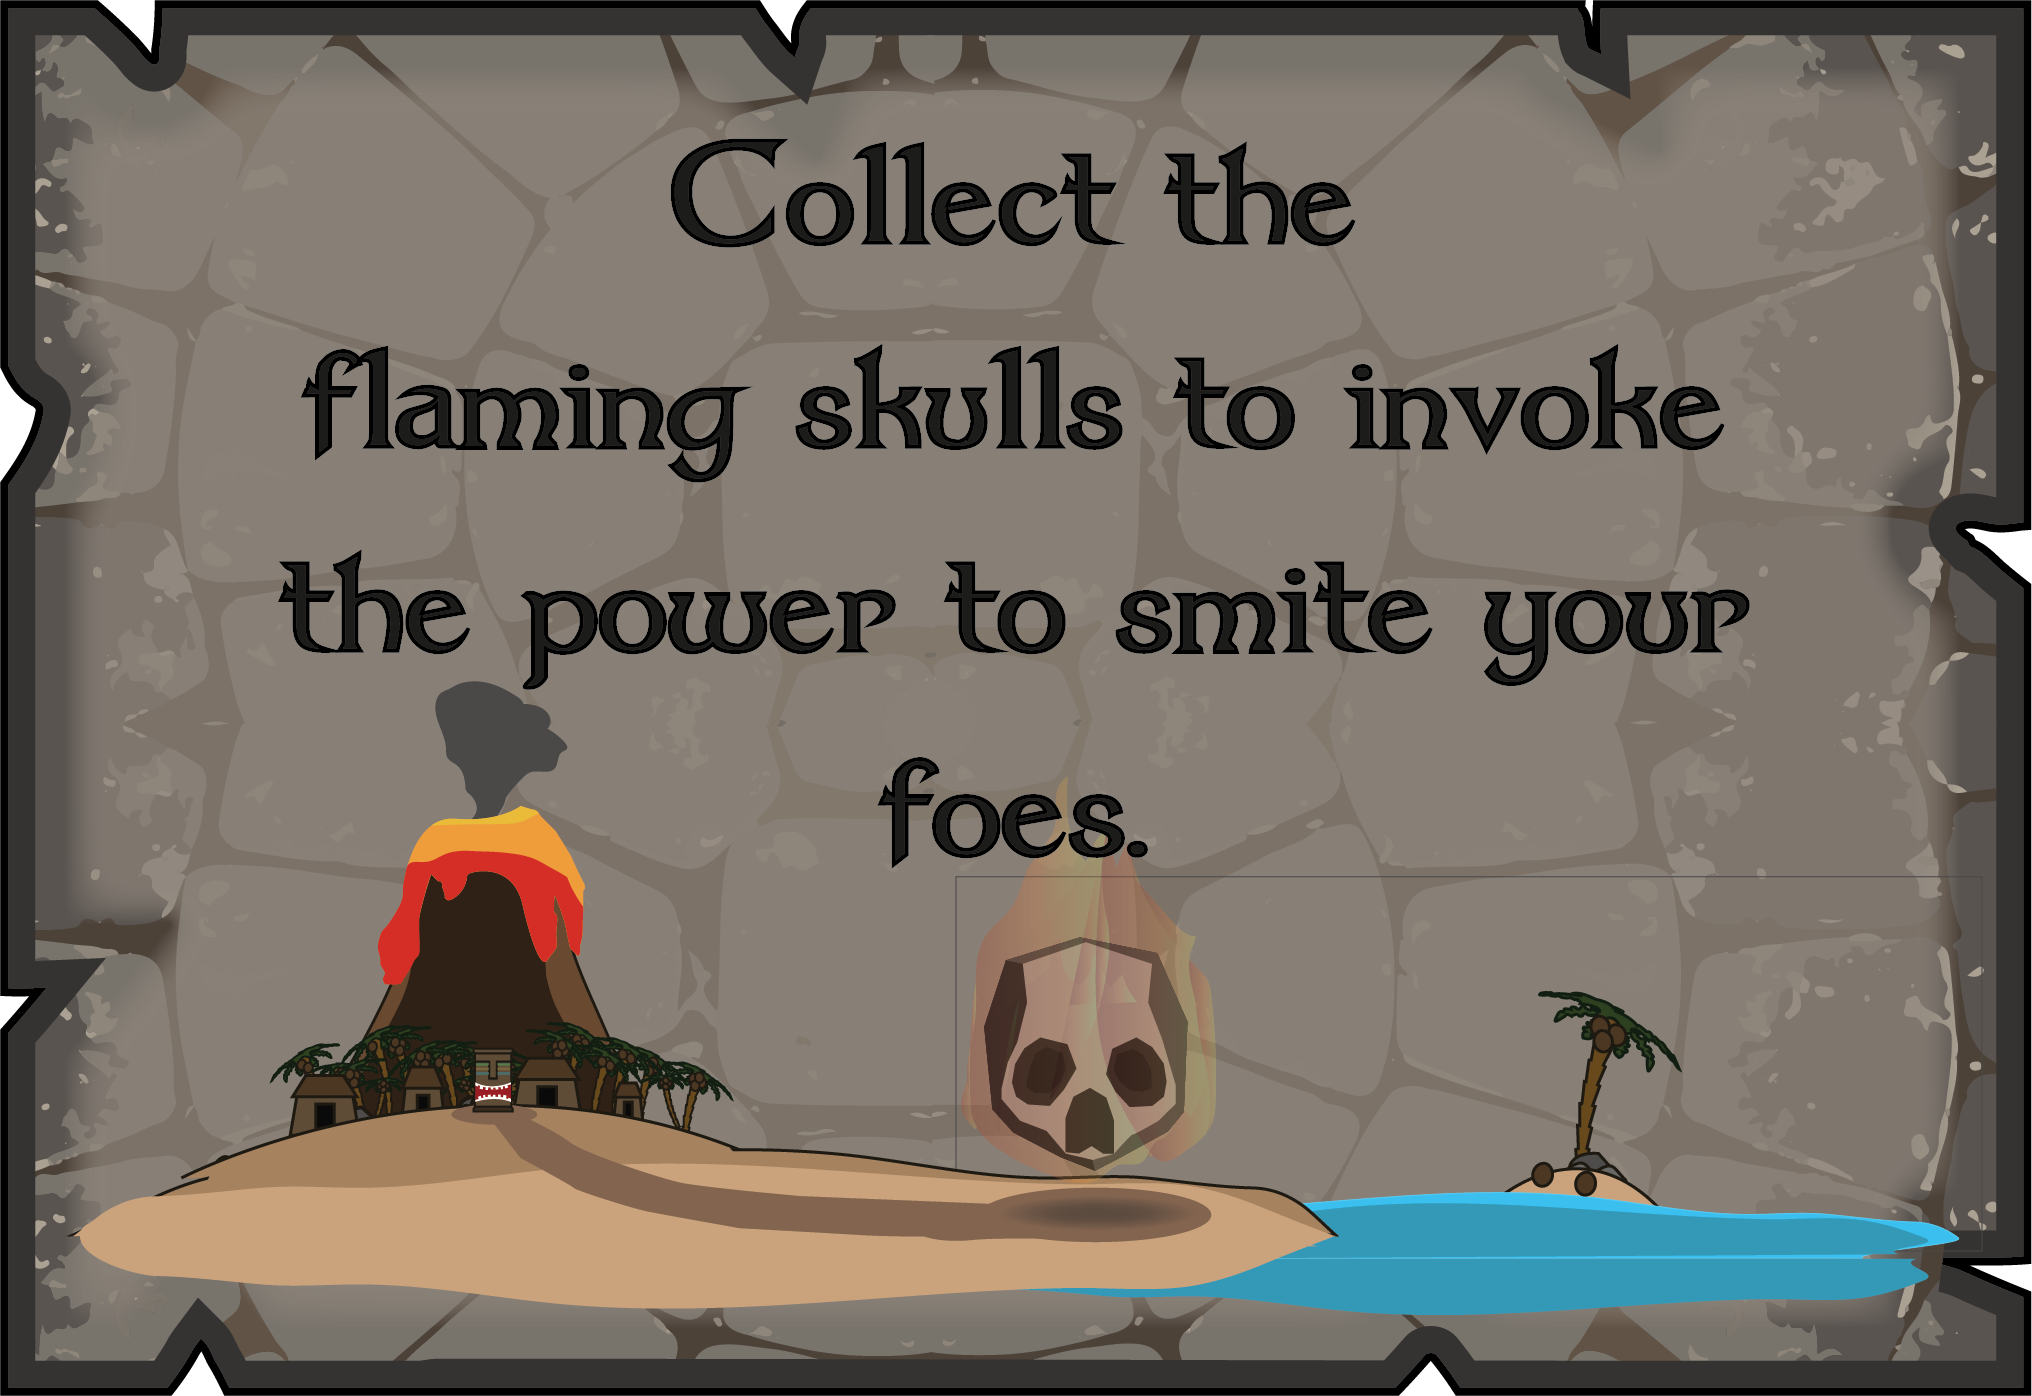 Collect the
flaming skulls to invoke
the power to smite your
foes.